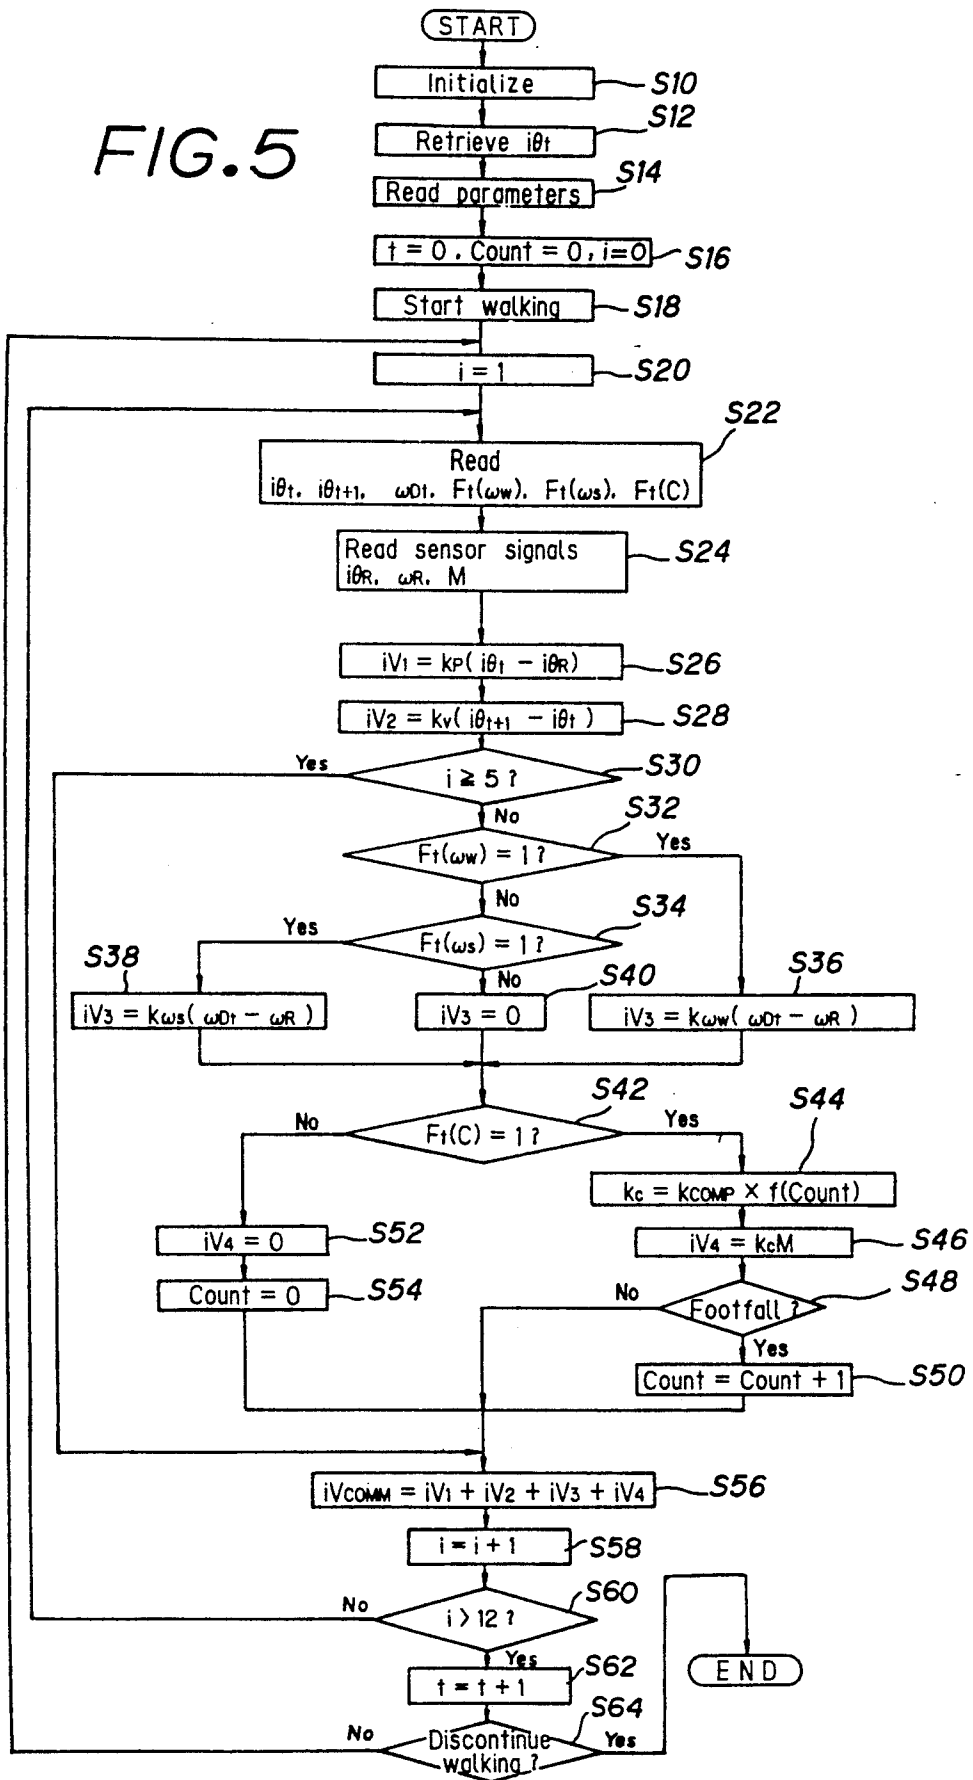 START
Initialize
S10
FIG.5
S12
Retrieve iθt
S14
Read parameters
t = 0, Count = 0, i=0
S16
Start walking
S18
i = 1
S20
S22
Read
iθt, iθt+1, ωDt, Ft(ωw), Ft(ωs), Ft(C)
Read sensor signals
iθR, ωR, M
S24
iV1 = kP( iθt − iθR)
S26
iV2 = kv( iθt+1 − iθt )
S28
Yes
i ≧ 5 ?
S30
No
S32
Ft(ωw) = 1 ?
Yes
No
S34
Yes
Ft(ωs) = 1 ?
No
S38
S40
S36
iV3 = kωs( ωDt − ωR )
iV3 = 0
iV3 = kωw( ωDt − ωR )
S42
No
Ft(C) = 1 ?
Yes
S44
kc = kCOMP × f(Count)
iV4 = 0
S52
iV4 = kcM
S46
Count = 0
S54
No
Footfall ?
S48
Yes
Count = Count + 1
S50
iVCOMM = iV1 + iV2 + iV3 + iV4
S56
i = i + 1
S58
S60
No
i > 12 ?
Yes
t = t + 1
S62
END
S64
No
Discontinue
walking ?
Yes